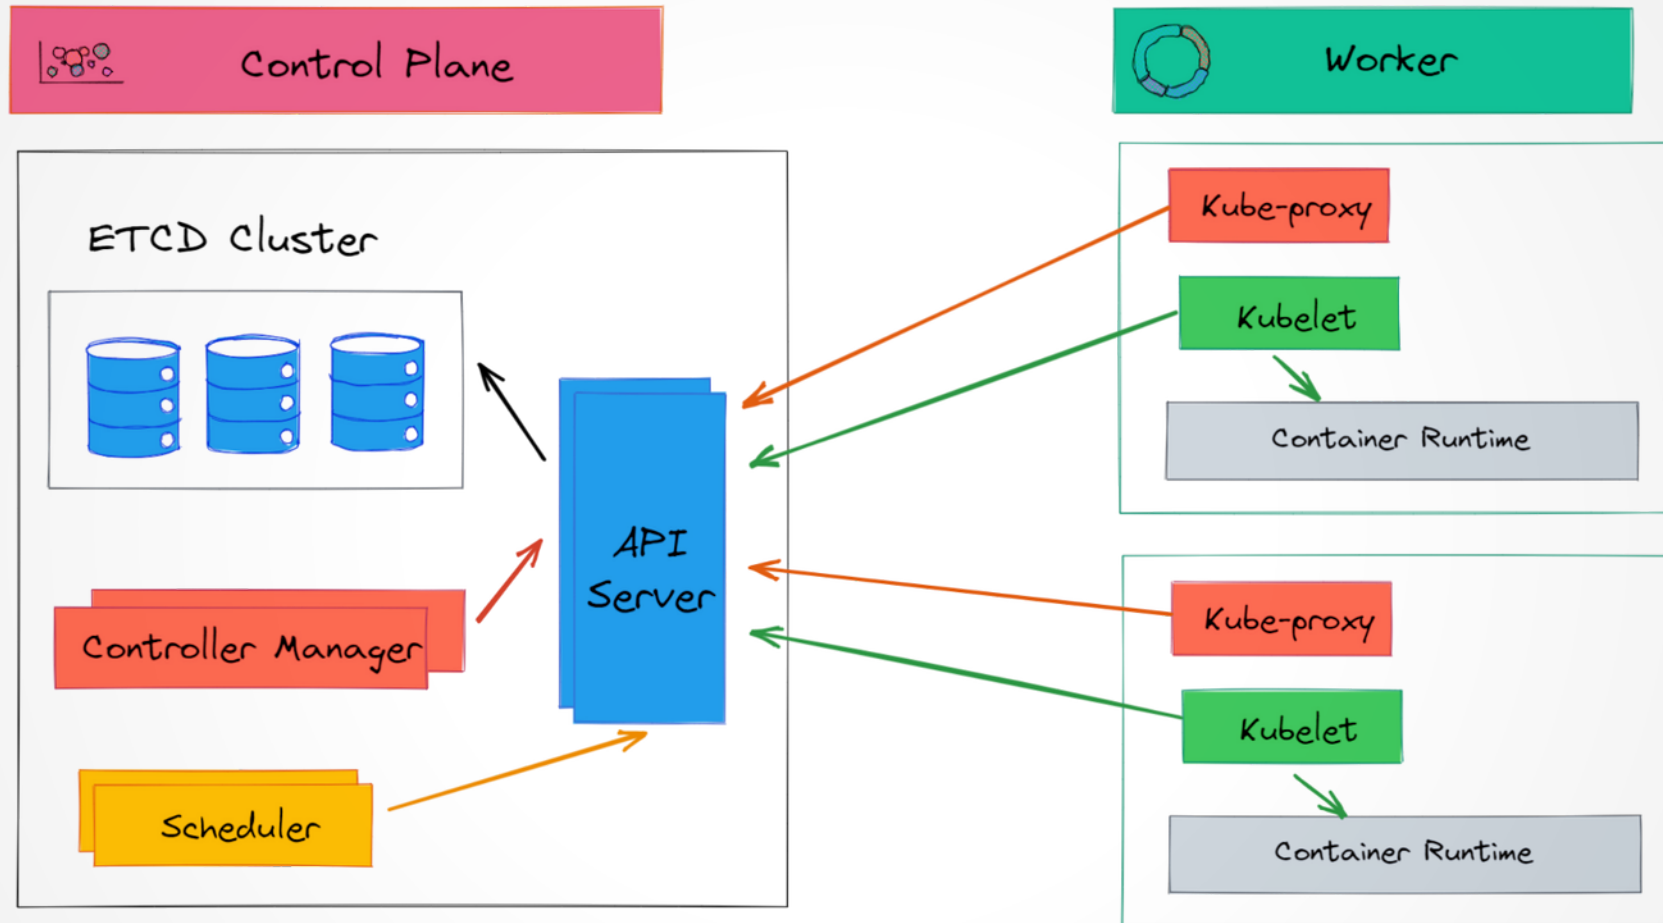 Control Plane
Worker
ETCD Cluster
API
Server
Controller Manager
Scheduler
Kube-proxy
Kubelet
Container Runtime
Kube-proxy
Kubelet
Container Runtime